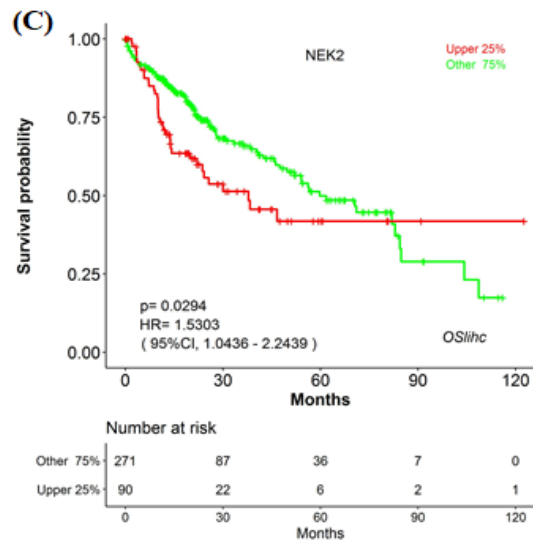 (C)
1.00
0.75
0.50
0.25
0.00
Survival probability
NEK2
Upper 25%
Other 75%
p= 0.0294
HR= 1.5303
( 95%CI, 1.0436 - 2.2439 )
OSlihc
0 30 60 90 120
Months
Number at risk
Other 75% 271 87 36 7 0
Upper 25% 90 22 6 2 1
0 30 60 90 120
Months